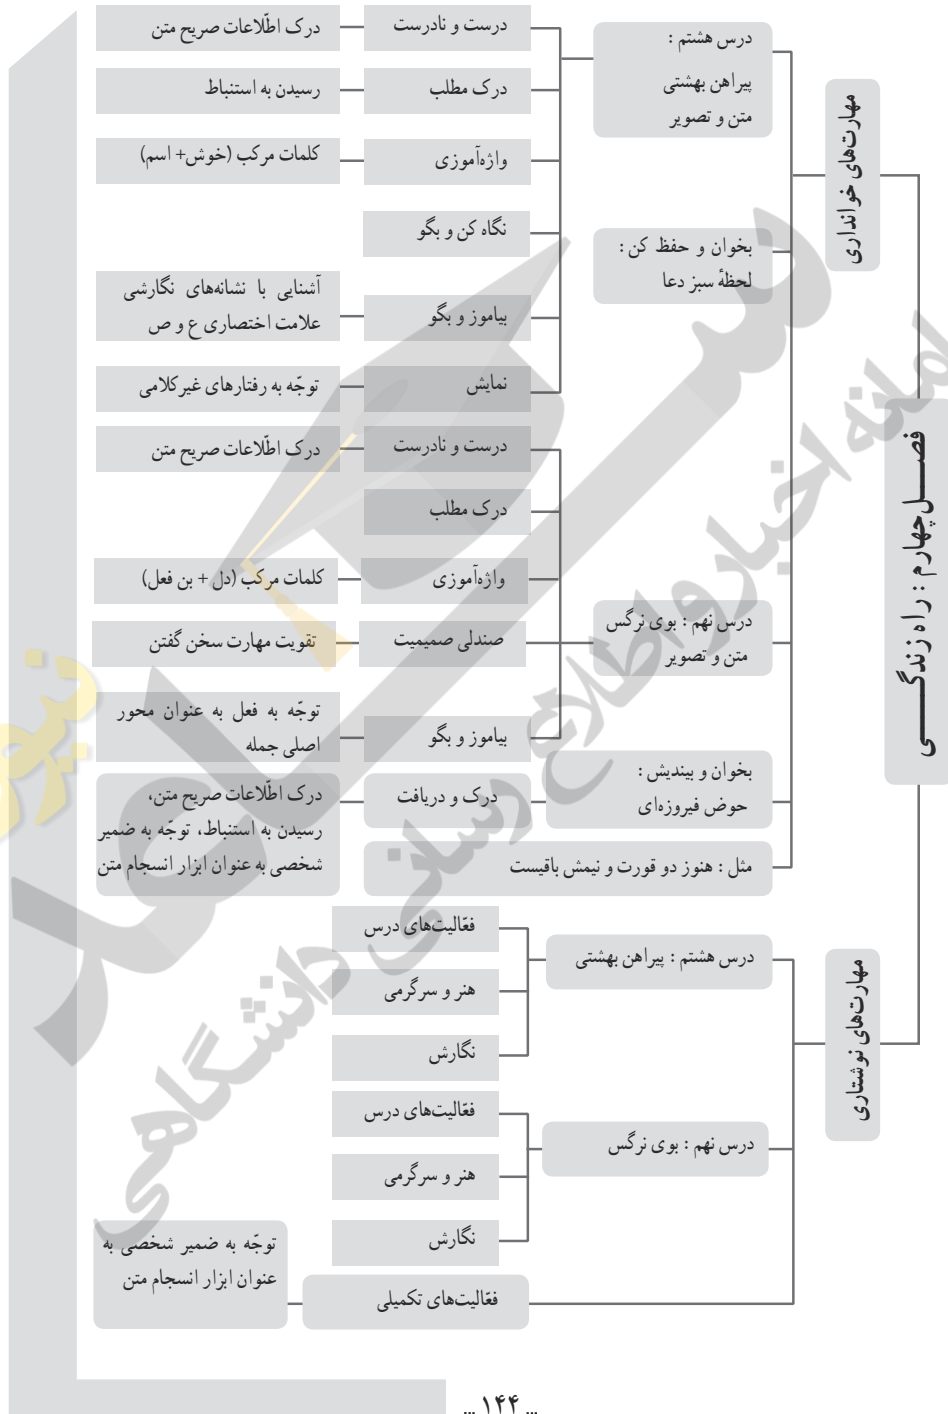 فصل چهارم : راه زندگی
مهارت‌های خوانداری
درس هشتم :
پیراهن بهشتی
متن و تصویر
درست و نادرست
درک اطّلاعات صریح متن
درک مطلب
رسیدن به استنباط
واژه‌آموزی
کلمات مرکب (خوش+ اسم)
نگاه کن و بگو
بیاموز و بگو
آشنایی با نشانه‌های نگارشی
علامت اختصاری ع و ص
نمایش
توجّه به رفتارهای غیرکلامی
بخوان و حفظ کن :
لحظهٔ سبز دعا
درس نهم : بوی نرگس
متن و تصویر
درست و نادرست
درک اطّلاعات صریح متن
درک مطلب
واژه‌آموزی
کلمات مرکب (دل + بن فعل)
صندلی صمیمیت
تقویت مهارت سخن گفتن
بیاموز و بگو
توجّه به فعل به عنوان محور
اصلی جمله
بخوان و بیندیش :
حوض فیروزه‌ای
درک و دریافت
درک اطّلاعات صریح متن،
رسیدن به استنباط، توجّه به ضمیر
شخصی به عنوان ابزار انسجام متن
مثل : هنوز دو قورت و نیمش باقیست
مهارت‌های نوشتاری
درس هشتم : پیراهن بهشتی
فعّالیت‌های درس
هنر و سرگرمی
نگارش
درس نهم : بوی نرگس
فعّالیت‌های درس
هنر و سرگرمی
نگارش
فعّالیت‌های تکمیلی
توجّه به ضمیر شخصی به
عنوان ابزار انسجام متن
... ۱۴۴ ...
رسانه اخبار و اطلاع رسانی دانشگاهی